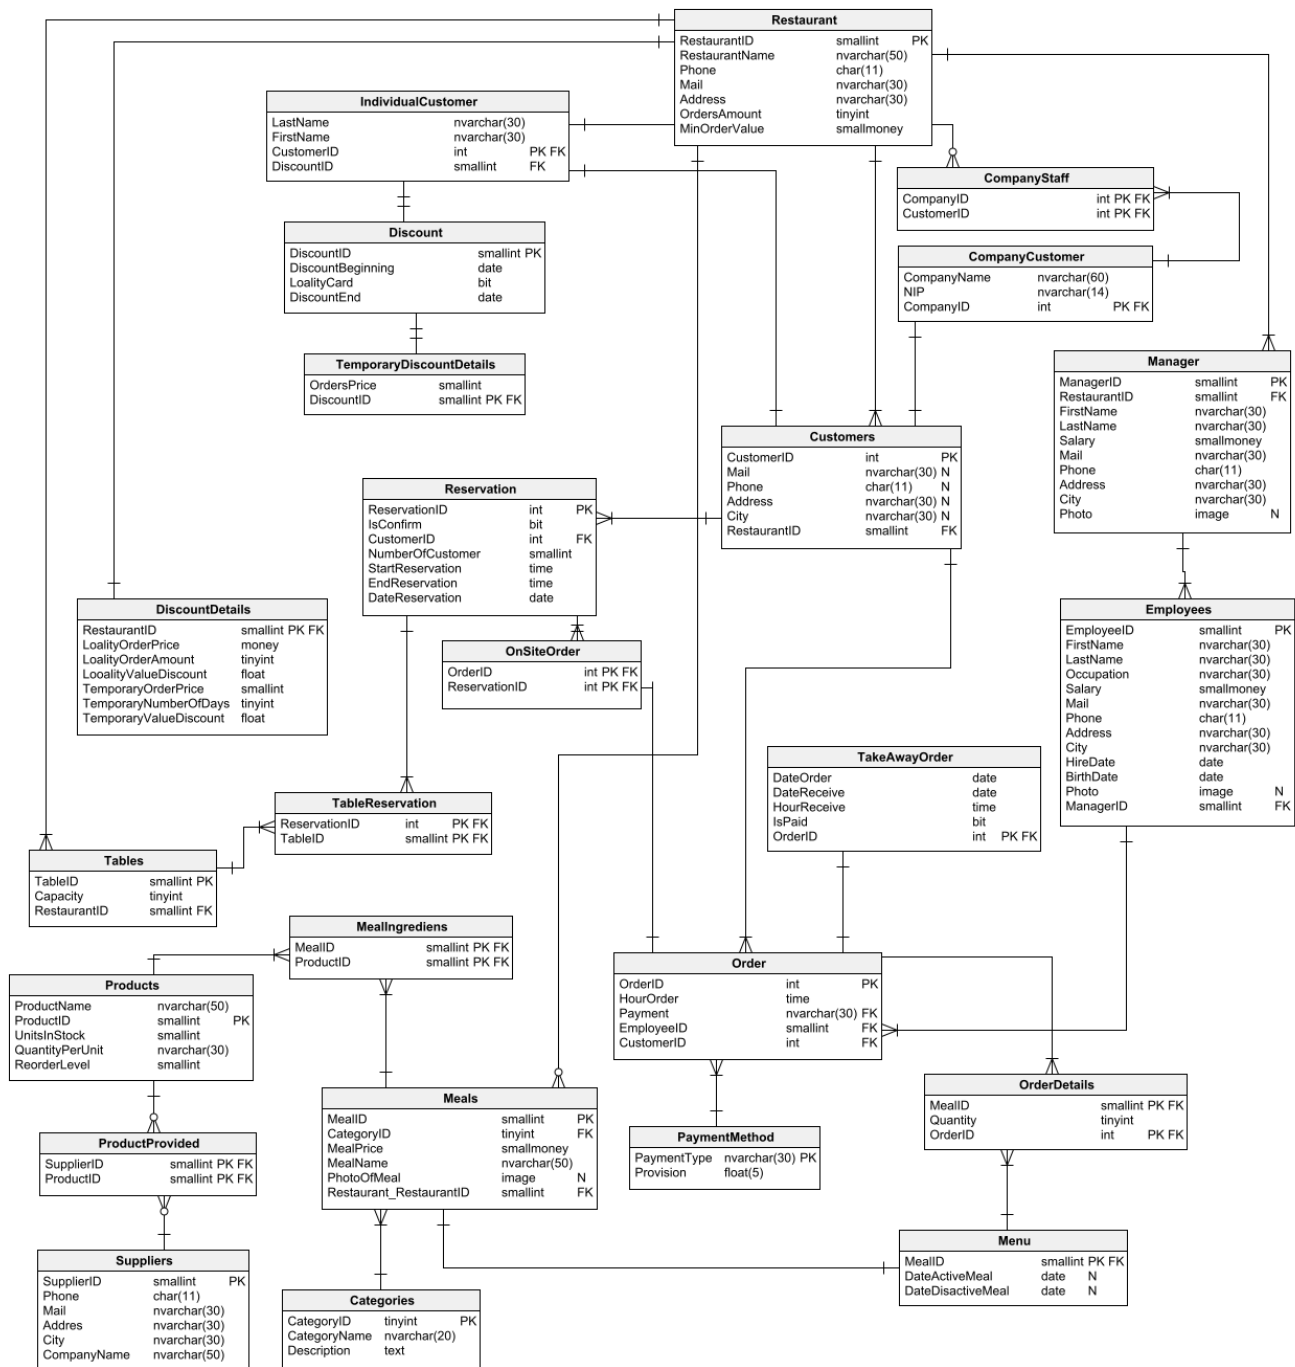 Restaurant
RestaurantID smallint PK
RestaurantName nvarchar(50)
Phone char(11)
Mail nvarchar(30)
Address nvarchar(30)
OrdersAmount tinyint
MinOrderValue smallmoney
IndividualCustomer
LastName nvarchar(30)
FirstName nvarchar(30)
CustomerID int PK FK
DiscountID smallint FK
CompanyStaff
CompanyID int PK FK
CustomerID int PK FK
Discount
DiscountID smallint PK
DiscountBeginning date
LoalityCard bit
DiscountEnd date
CompanyCustomer
CompanyName nvarchar(60)
NIP nvarchar(14)
CompanyID int PK FK
TemporaryDiscountDetails
OrdersPrice smallint
DiscountID smallint PK FK
Manager
ManagerID smallint PK
RestaurantID smallint FK
FirstName nvarchar(30)
LastName nvarchar(30)
Salary smallmoney
Mail nvarchar(30)
Phone char(11)
Address nvarchar(30)
City nvarchar(30)
Photo image N
Customers
CustomerID int PK
Mail nvarchar(30) N
Phone char(11) N
Address nvarchar(30) N
City nvarchar(30) N
RestaurantID smallint FK
Reservation
ReservationID int PK
IsConfirm bit
CustomerID int FK
NumberOfCustomer smallint
StartReservation time
EndReservation time
DateReservation date
DiscountDetails
RestaurantID smallint PK FK
LoalityOrderPrice money
LoalityOrderAmount tinyint
LooalityValueDiscount float
TemporaryOrderPrice smallint
TemporaryNumberOfDays tinyint
TemporaryValueDiscount float
OnSiteOrder
OrderID int PK FK
ReservationID int PK FK
Employees
EmployeeID smallint PK
FirstName nvarchar(30)
LastName nvarchar(30)
Occupation nvarchar(30)
Salary smallmoney
Mail nvarchar(30)
Phone char(11)
Address nvarchar(30)
City nvarchar(30)
HireDate date
BirthDate date
Photo image N
ManagerID smallint FK
TakeAwayOrder
DateOrder date
DateReceive date
HourReceive time
IsPaid bit
OrderID int PK FK
TableReservation
ReservationID int PK FK
TableID smallint PK FK
Tables
TableID smallint PK
Capacity tinyint
RestaurantID smallint FK
MealIngrediens
MealID smallint PK FK
ProductID smallint PK FK
Products
ProductName nvarchar(50)
ProductID smallint PK
UnitsInStock smallint
QuantityPerUnit nvarchar(30)
ReorderLevel smallint
Order
OrderID int PK
HourOrder time
Payment nvarchar(30) FK
EmployeeID smallint FK
CustomerID int FK
OrderDetails
MealID smallint PK FK
Quantity tinyint
OrderID int PK FK
Meals
MealID smallint PK
CategoryID tinyint FK
MealPrice smallmoney
MealName nvarchar(50)
PhotoOfMeal image N
Restaurant_RestaurantID smallint FK
PaymentMethod
PaymentType nvarchar(30) PK
Provision float(5)
ProductProvided
SupplierID smallint PK FK
ProductID smallint PK FK
Menu
MealID smallint PK FK
DateActiveMeal date N
DateDisactiveMeal date N
Suppliers
SupplierID smallint PK
Phone char(11)
Mail nvarchar(30)
Addres nvarchar(30)
City nvarchar(30)
CompanyName nvarchar(50)
Categories
CategoryID tinyint PK
CategoryName nvarchar(20)
Description text